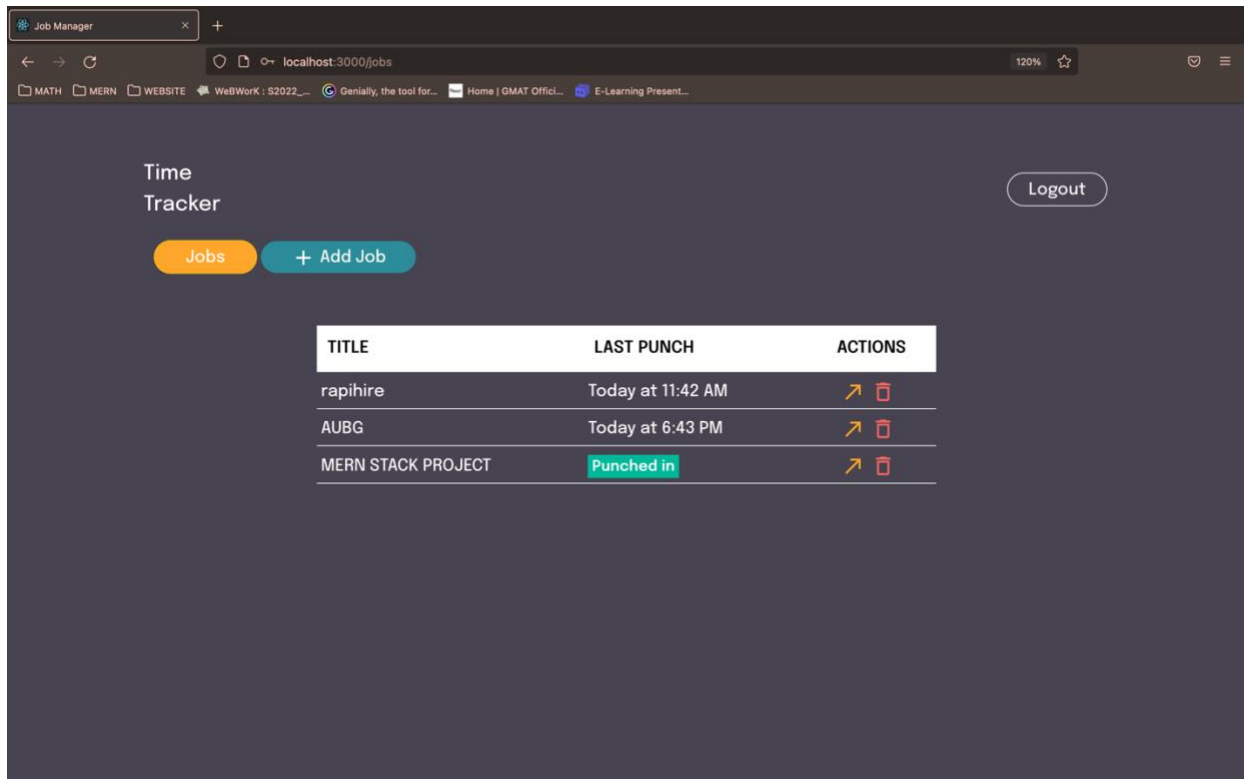 Job Manager
localhost:3000/jobs 120%
MATH MERN WEBSITE WeBWorK : S2022_... Genially, the tool for... Home | GMAT Offici... E-Learning Present...
Time
Tracker
Logout
Jobs + Add Job
TITLE LAST PUNCH ACTIONS
rapihire Today at 11:42 AM
AUBG Today at 6:43 PM
MERN STACK PROJECT Punched in